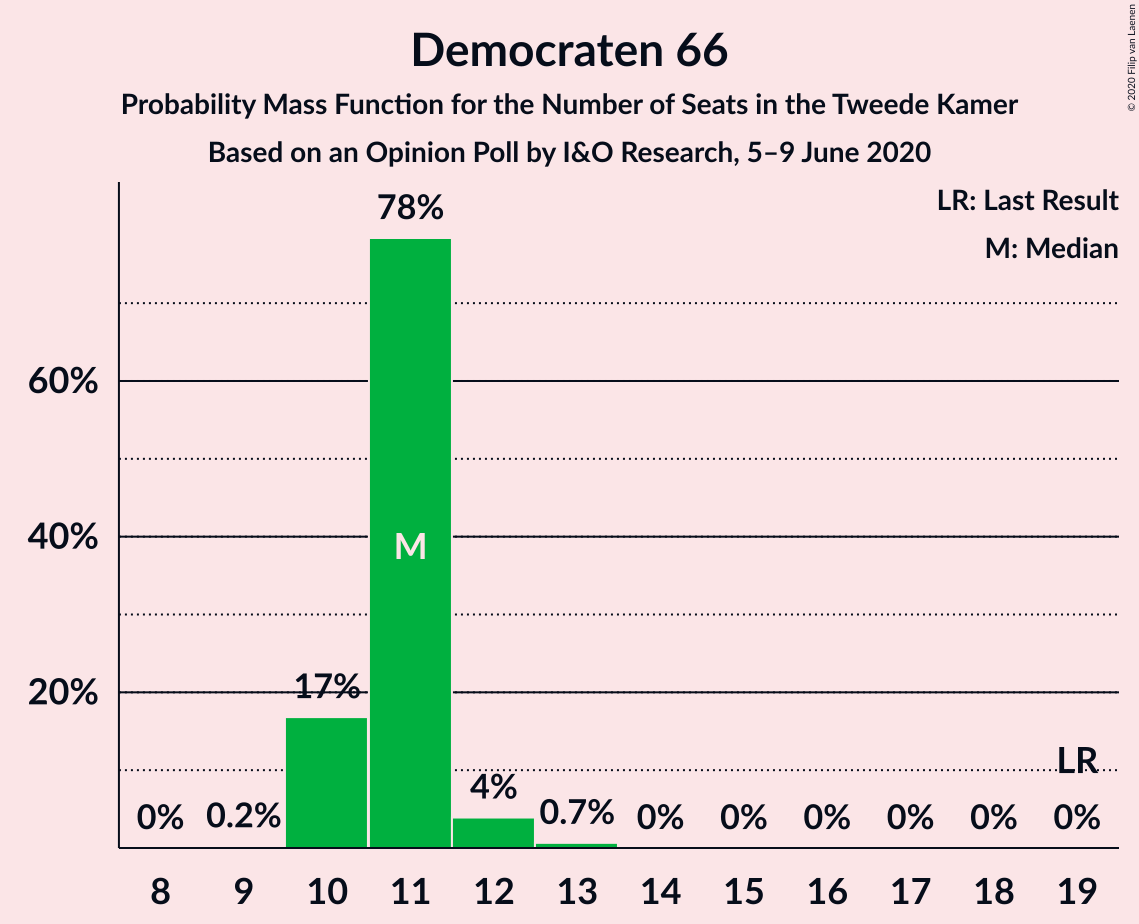 © 2020 Filip van Laenen
Democraten 66
Probability Mass Function for the Number of Seats in the Tweede Kamer
Based on an Opinion Poll by I&O Research, 5–9 June 2020
LR: Last Result
M: Median
78%
60%
40%
M
20%
17%
LR
4%
0% 0.2% 0.7% 0% 0% 0% 0% 0% 0%
8 9 10 11 12 13 14 15 16 17 18 19